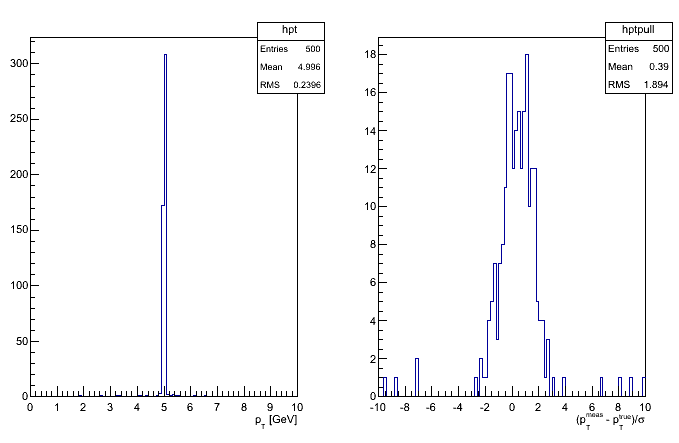 hpt
Entries 500
Mean 4.996
RMS 0.2396
300
250
200
150
100
50
0
0 1 2 3 4 5 6 7 8 9 10
p_T [GeV]
hptpull
Entries 500
Mean 0.39
RMS 1.894
18
16
14
12
10
8
6
4
2
0
-10 -8 -6 -4 -2 0 2 4 6 8 10
(p_T^meas - p_T^true)/σ